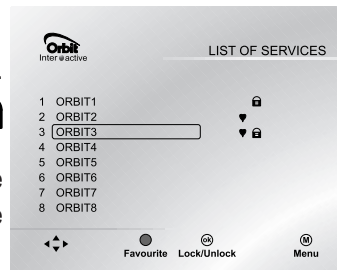 Orbit
Inter active
LIST OF SERVICES
1 ORBIT1
2 ORBIT2
3 ORBIT3
4 ORBIT4
5 ORBIT5
6 ORBIT6
7 ORBIT7
8 ORBIT8
ok M
Favourite Lock/Unlock Menu